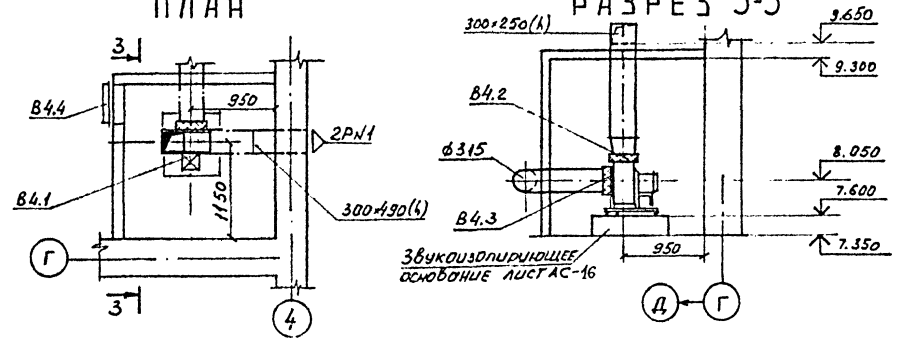 ПЛАН
3
В4.4
950
2РN1
В4.1
1150
300×490(h)
Г
3
4
РАЗРЕЗ 3-3
300×250(h)
В4.2
ф315
В4.3
Звукоизолирующее
основание лист АС-16
950
Д
Г
9.650
9.300
8.050
7.600
7.350